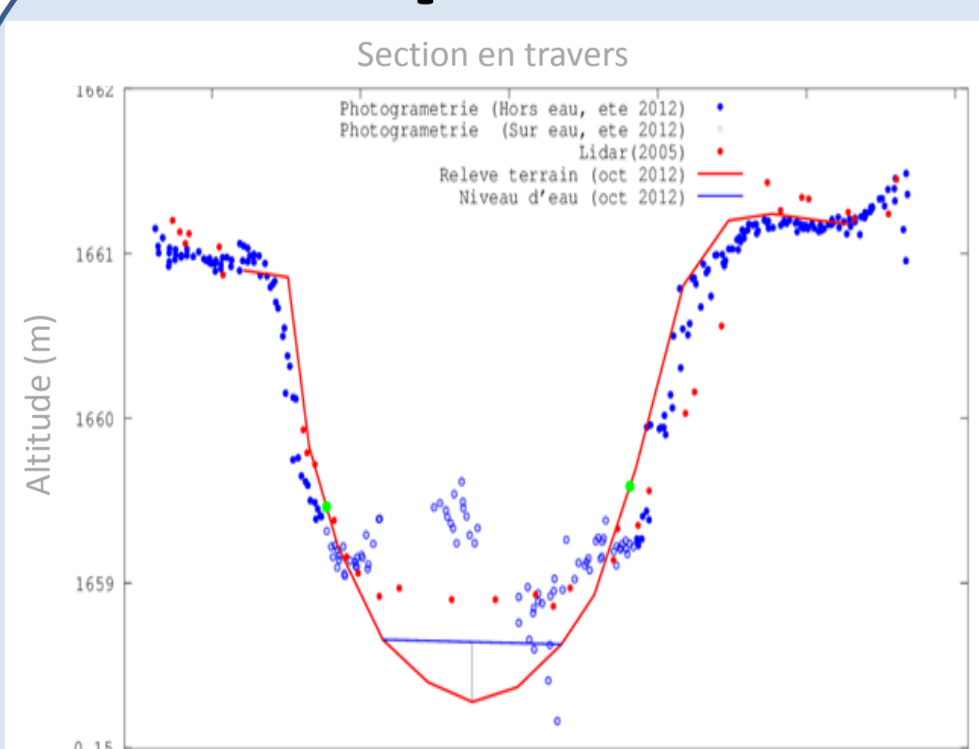 Section en travers
1662
Photogrametrie (Hors eau, ete 2012)
Photogrametrie (Sur eau, ete 2012)
Lidar(2005)
Releve terrain (oct 2012)
Niveau d'eau (oct 2012)
1661
1660
1659
Altitude (m)